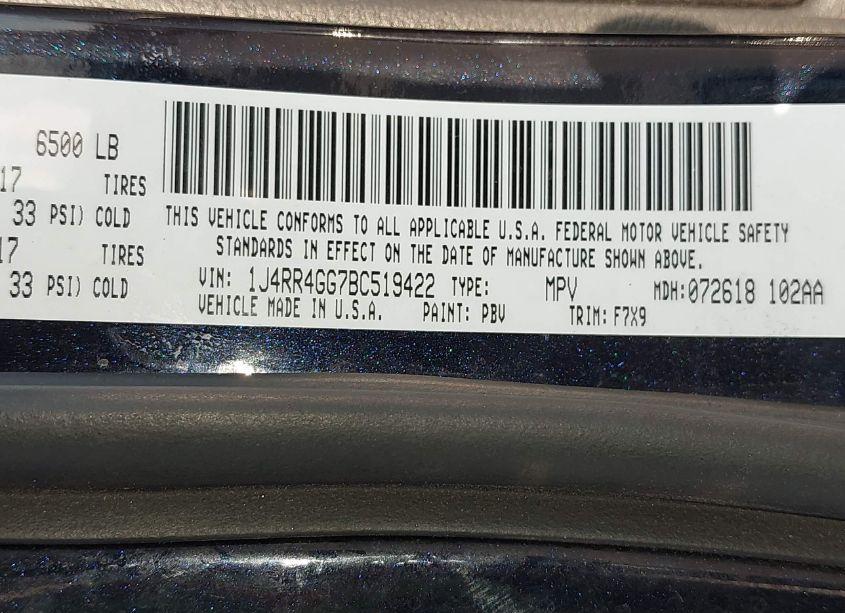 6500 LB
17 TIRES
33 PSI) COLD
17 TIRES
33 PSI) COLD
THIS VEHICLE CONFORMS TO ALL APPLICABLE U.S.A. FEDERAL MOTOR VEHICLE SAFETY
STANDARDS IN EFFECT ON THE DATE OF MANUFACTURE SHOWN ABOVE.
VIN: 1J4RR4GG7BC519422 TYPE: MPV MDH:072618 102AA
VEHICLE MADE IN U.S.A. PAINT: PBV TRIM: F7X9